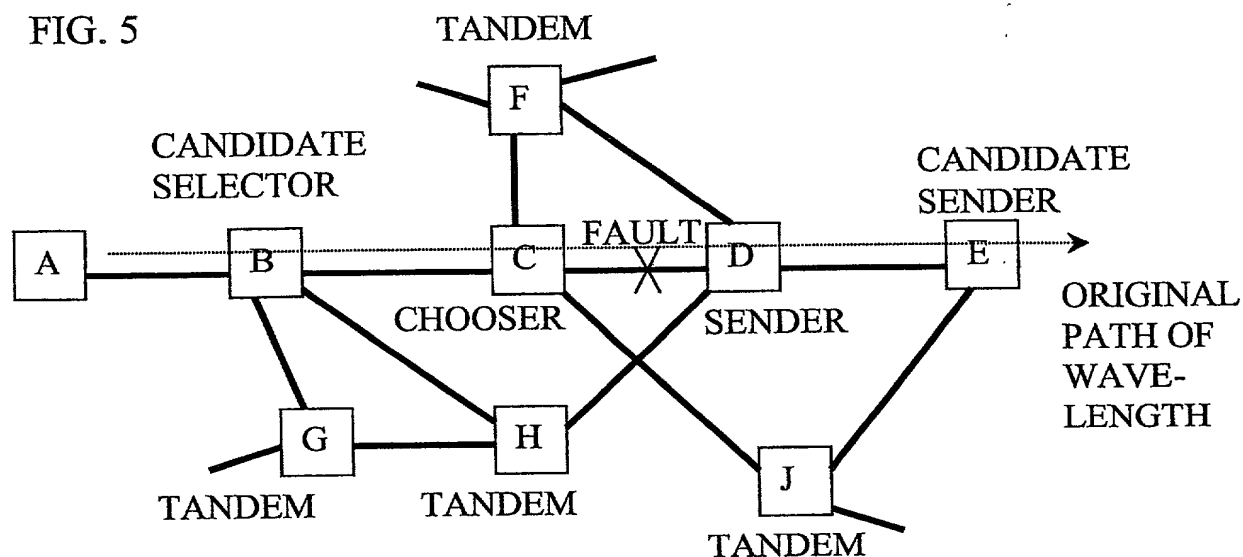 FIG. 5
TANDEM
F
CANDIDATE
SELECTOR
CANDIDATE
SENDER
FAULT
A
B
C
D
E
CHOOSER
SENDER
ORIGINAL
PATH OF
WAVE-
LENGTH
G
H
J
TANDEM
TANDEM
TANDEM